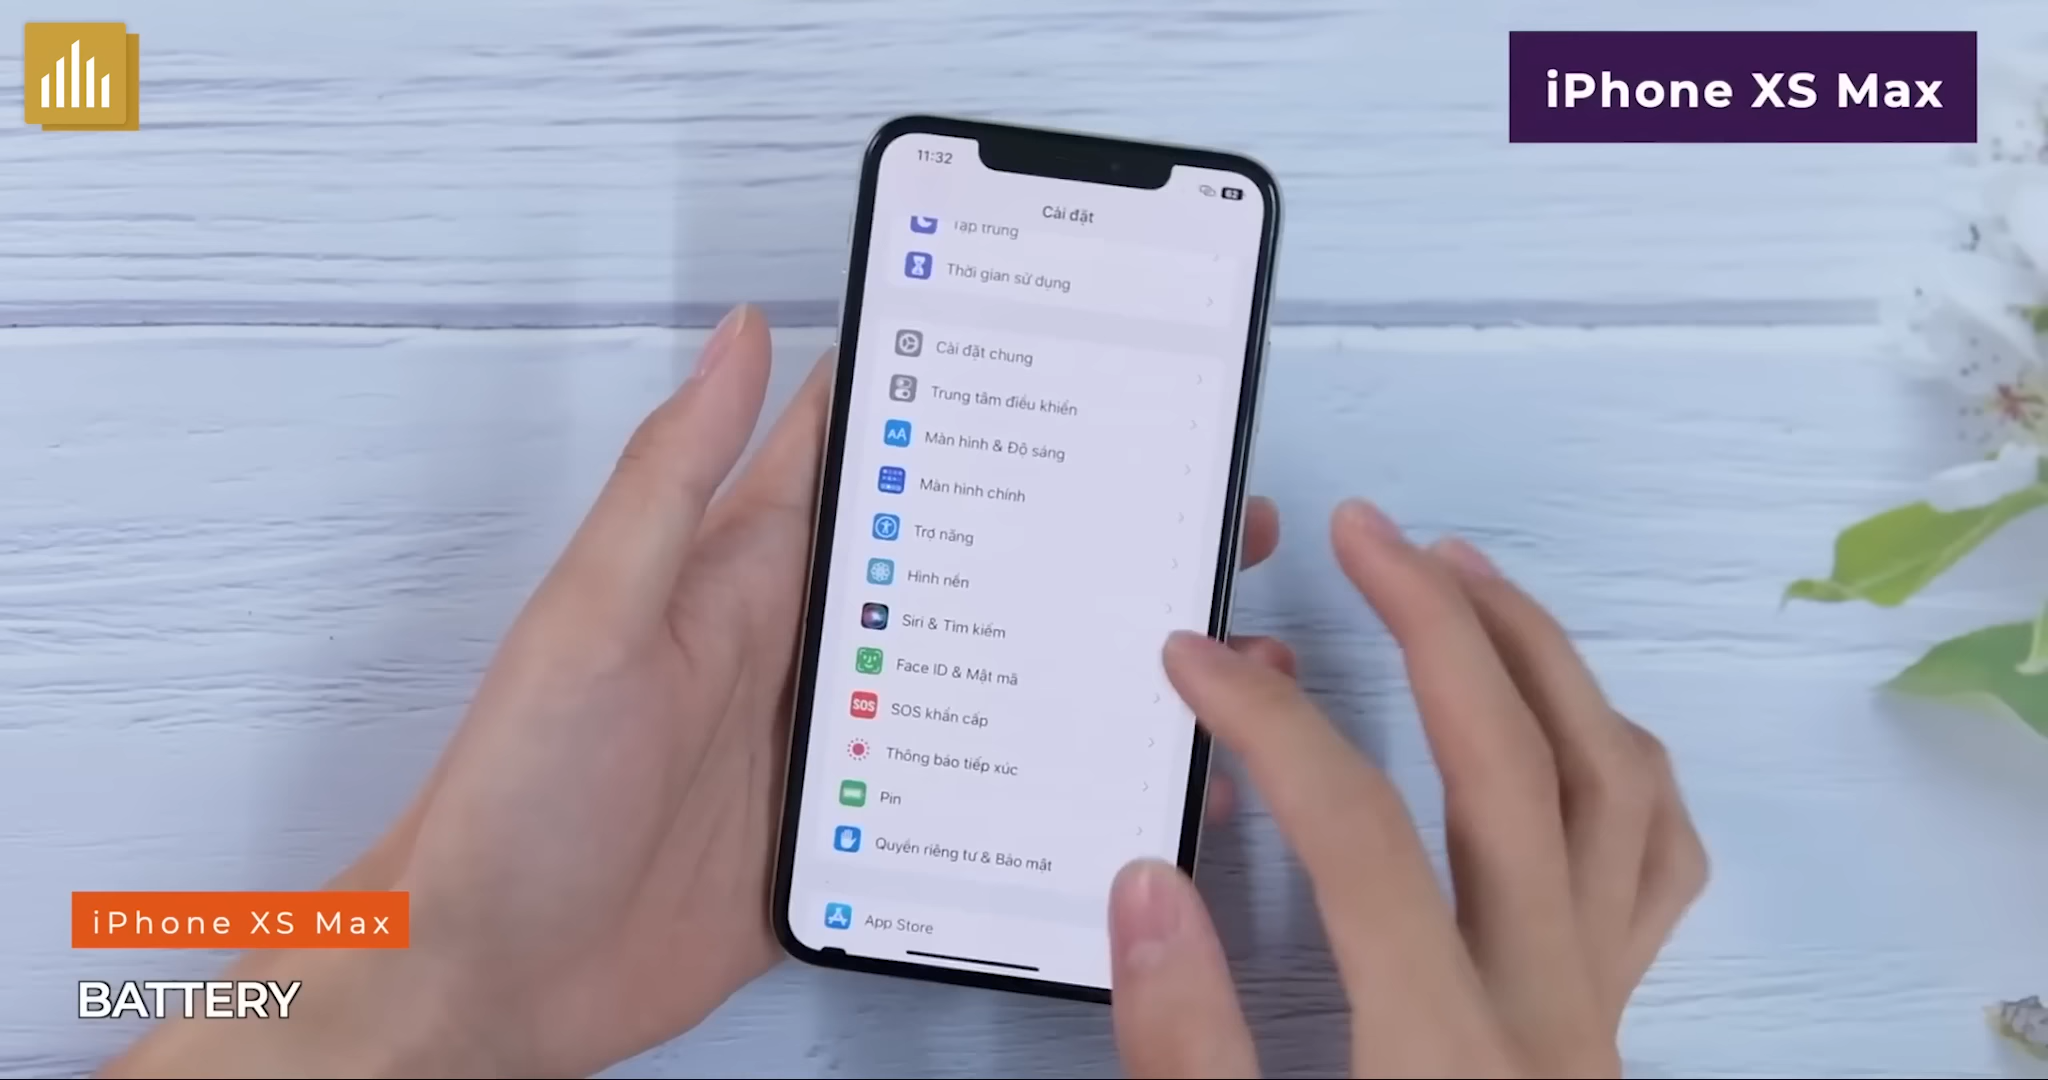 iPhone XS Max
11:32
62
Cài đặt
Tập trung
Thời gian sử dụng
Cài đặt chung
Trung tâm điều khiển
AA
Màn hình & Độ sáng
Màn hình chính
Trợ năng
Hình nền
Siri & Tìm kiếm
Face ID & Mật mã
SOS
SOS khẩn cấp
Thông báo tiếp xúc
Pin
Quyền riêng tư & Bảo mật
App Store
iPhone XS Max
BATTERY